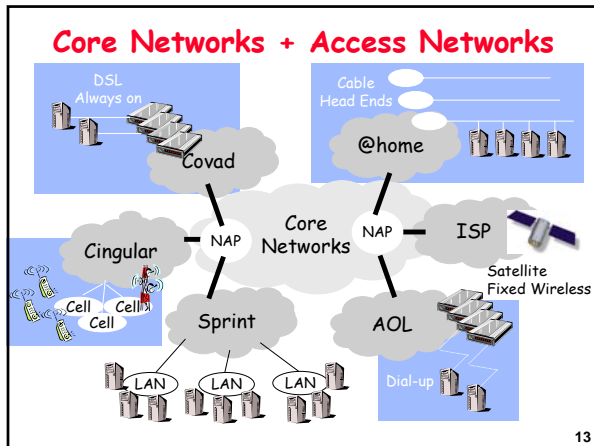 Core Networks + Access Networks
DSL
Always on
Covad
Cable
Head Ends
@home
Cingular
NAP
Core
Networks
NAP
ISP
Satellite
Fixed Wireless
Cell
Cell
Cell
Sprint
AOL
LAN
LAN
LAN
Dial-up
13